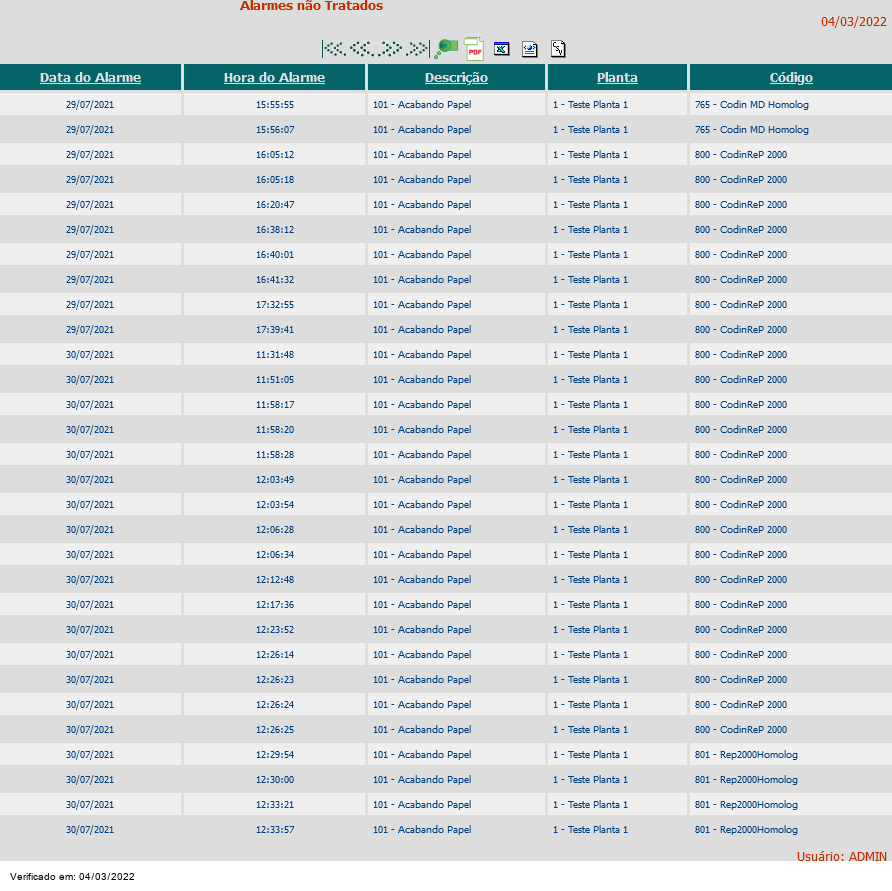 Alarmes não Tratados
04/03/2022
PDF
Data do Alarme Hora do Alarme Descrição Planta Código
29/07/2021 15:55:55 101 - Acabando Papel 1 - Teste Planta 1 765 - Codin MD Homolog
29/07/2021 15:56:07 101 - Acabando Papel 1 - Teste Planta 1 765 - Codin MD Homolog
29/07/2021 16:05:12 101 - Acabando Papel 1 - Teste Planta 1 800 - CodinReP 2000
29/07/2021 16:05:18 101 - Acabando Papel 1 - Teste Planta 1 800 - CodinReP 2000
29/07/2021 16:20:47 101 - Acabando Papel 1 - Teste Planta 1 800 - CodinReP 2000
29/07/2021 16:38:12 101 - Acabando Papel 1 - Teste Planta 1 800 - CodinReP 2000
29/07/2021 16:40:01 101 - Acabando Papel 1 - Teste Planta 1 800 - CodinReP 2000
29/07/2021 16:41:32 101 - Acabando Papel 1 - Teste Planta 1 800 - CodinReP 2000
29/07/2021 17:32:55 101 - Acabando Papel 1 - Teste Planta 1 800 - CodinReP 2000
29/07/2021 17:39:41 101 - Acabando Papel 1 - Teste Planta 1 800 - CodinReP 2000
30/07/2021 11:31:48 101 - Acabando Papel 1 - Teste Planta 1 800 - CodinReP 2000
30/07/2021 11:51:05 101 - Acabando Papel 1 - Teste Planta 1 800 - CodinReP 2000
30/07/2021 11:58:17 101 - Acabando Papel 1 - Teste Planta 1 800 - CodinReP 2000
30/07/2021 11:58:20 101 - Acabando Papel 1 - Teste Planta 1 800 - CodinReP 2000
30/07/2021 11:58:28 101 - Acabando Papel 1 - Teste Planta 1 800 - CodinReP 2000
30/07/2021 12:03:49 101 - Acabando Papel 1 - Teste Planta 1 800 - CodinReP 2000
30/07/2021 12:03:54 101 - Acabando Papel 1 - Teste Planta 1 800 - CodinReP 2000
30/07/2021 12:06:28 101 - Acabando Papel 1 - Teste Planta 1 800 - CodinReP 2000
30/07/2021 12:06:34 101 - Acabando Papel 1 - Teste Planta 1 800 - CodinReP 2000
30/07/2021 12:12:48 101 - Acabando Papel 1 - Teste Planta 1 800 - CodinReP 2000
30/07/2021 12:17:36 101 - Acabando Papel 1 - Teste Planta 1 800 - CodinReP 2000
30/07/2021 12:23:52 101 - Acabando Papel 1 - Teste Planta 1 800 - CodinReP 2000
30/07/2021 12:26:14 101 - Acabando Papel 1 - Teste Planta 1 800 - CodinReP 2000
30/07/2021 12:26:23 101 - Acabando Papel 1 - Teste Planta 1 800 - CodinReP 2000
30/07/2021 12:26:24 101 - Acabando Papel 1 - Teste Planta 1 800 - CodinReP 2000
30/07/2021 12:26:25 101 - Acabando Papel 1 - Teste Planta 1 800 - CodinReP 2000
30/07/2021 12:29:54 101 - Acabando Papel 1 - Teste Planta 1 801 - Rep2000Homolog
30/07/2021 12:30:00 101 - Acabando Papel 1 - Teste Planta 1 801 - Rep2000Homolog
30/07/2021 12:33:21 101 - Acabando Papel 1 - Teste Planta 1 801 - Rep2000Homolog
30/07/2021 12:33:57 101 - Acabando Papel 1 - Teste Planta 1 801 - Rep2000Homolog
Usuário: ADMIN
Verificado em: 04/03/2022